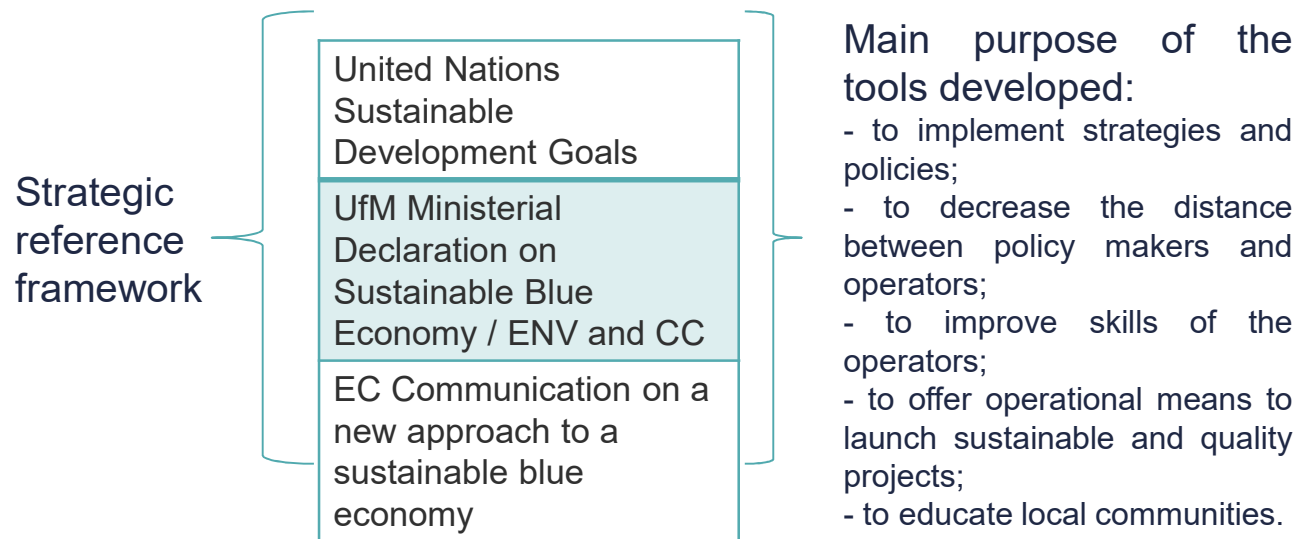 Strategic
reference
framework
United Nations
Sustainable
Development Goals
UfM Ministerial
Declaration on
Sustainable Blue
Economy / ENV and CC
EC Communication on a
new approach to a
sustainable blue
economy
Main purpose of the
tools developed:
- to implement strategies and
policies;
- to decrease the distance
between policy makers and
operators;
- to improve skills of the
operators;
- to offer operational means to
launch sustainable and quality
projects;
- to educate local communities.